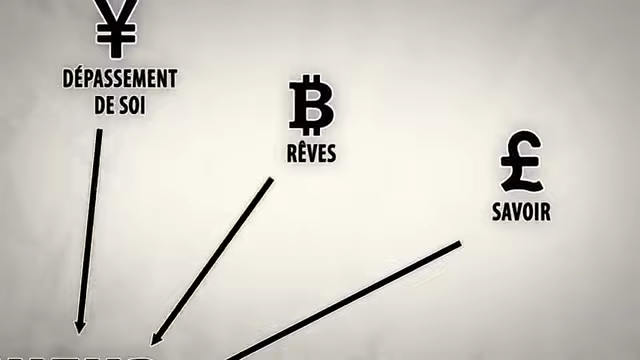 ¥
DÉPASSEMENT
DE SOI
₿
RÊVES
£
SAVOIR